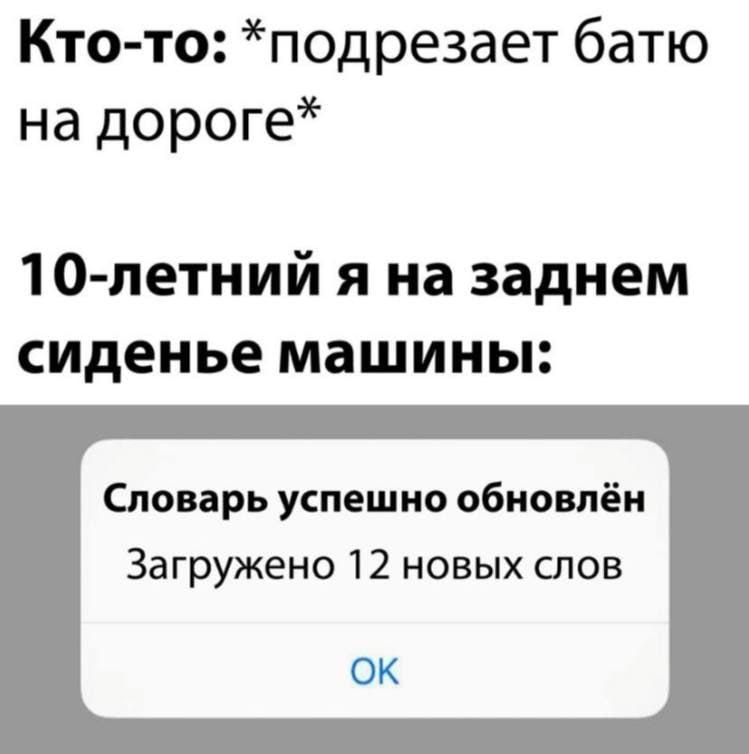 Кто-то: *подрезает батю
на дороге*
10-летний я на заднем
сиденье машины:
Словарь успешно обновлён
Загружено 12 новых слов
ОК